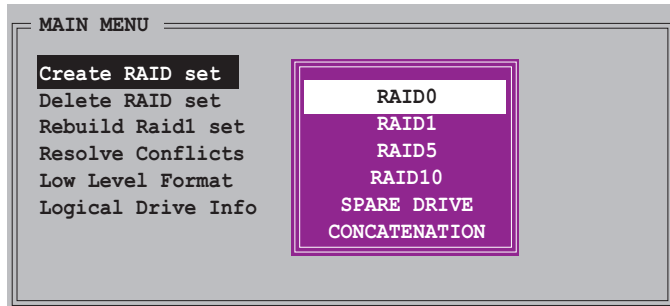 MAIN MENU
Create RAID set
Delete RAID set
Rebuild Raid1 set
Resolve Conflicts
Low Level Format
Logical Drive Info
RAID0
RAID1
RAID5
RAID10
SPARE DRIVE
CONCATENATION